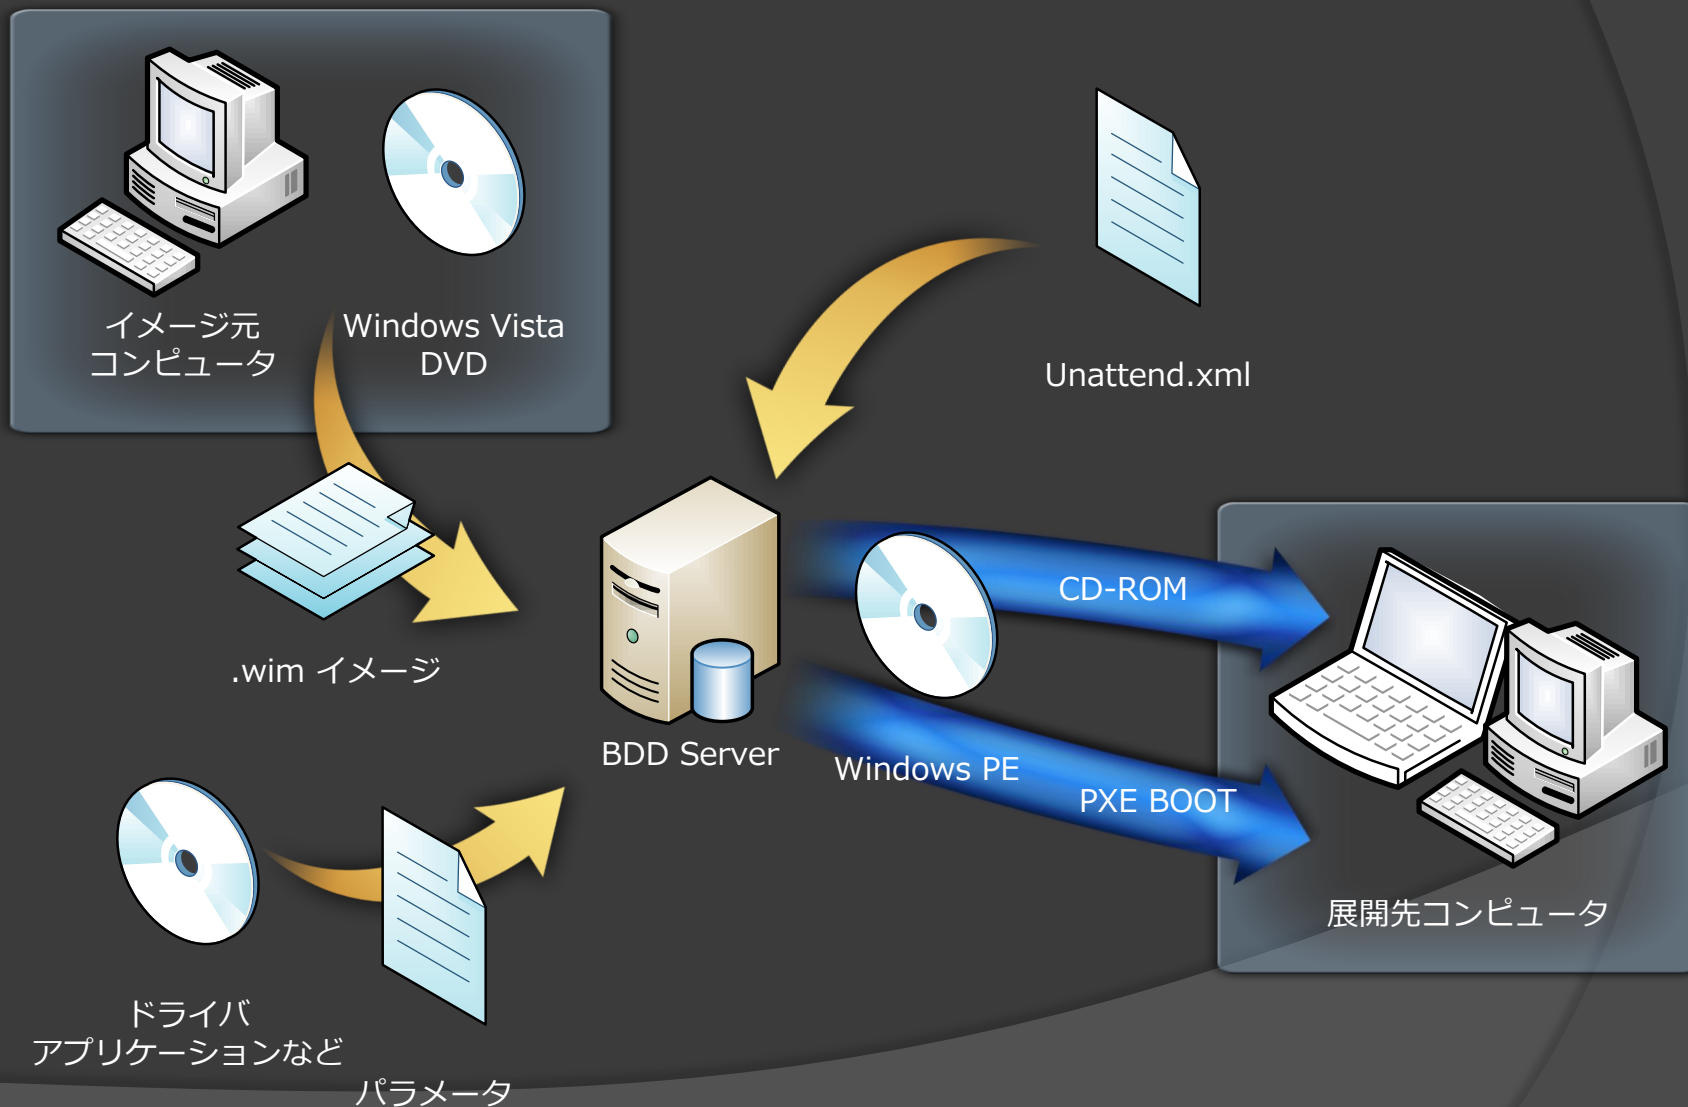 イメージ元
コンピュータ
Windows Vista
DVD
Unattend.xml
.wim イメージ
BDD Server
CD-ROM
Windows PE
PXE BOOT
展開先コンピュータ
ドライバ
アプリケーションなど
パラメータ